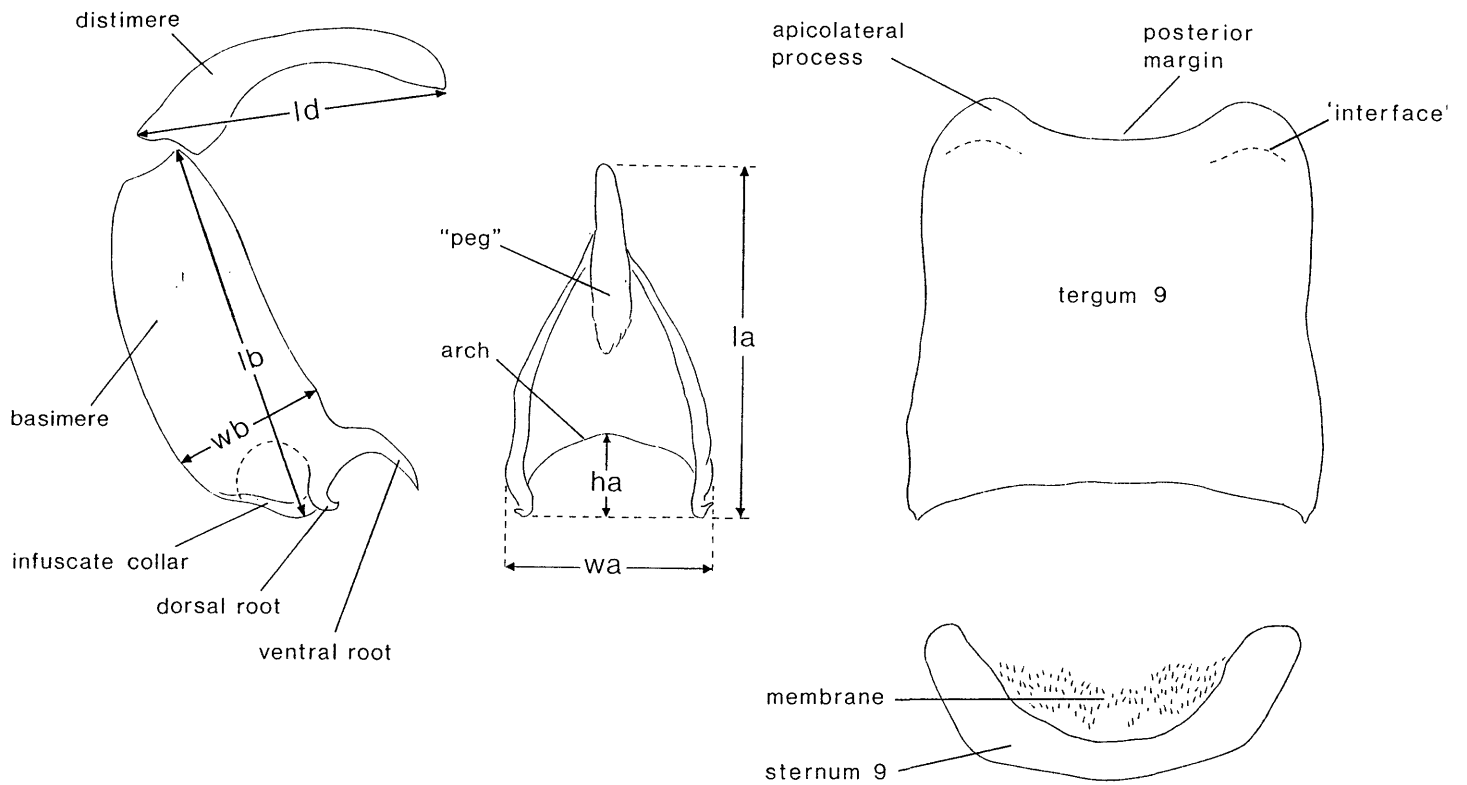 distimere
ld
lb
wb
basimere
infuscate collar
dorsal root
ventral root
"peg"
arch
ha
la
wa
apicolateral
process
posterior
margin
'interface'
tergum 9
membrane
sternum 9